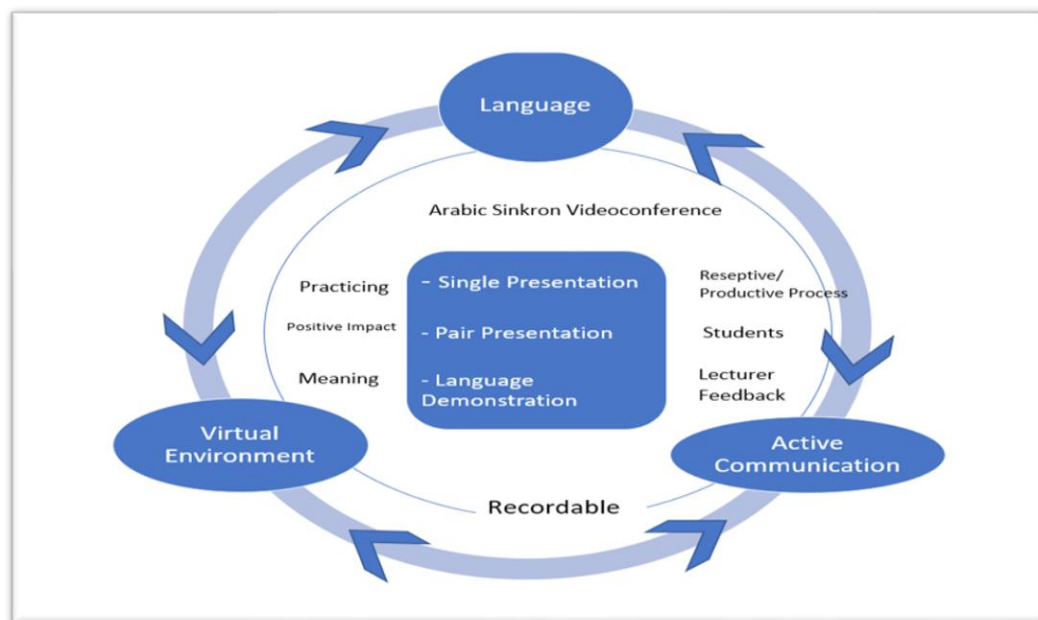 Language
Arabic Sinkron Videoconference
Practicing
Positive Impact
Meaning
- Single Presentation
- Pair Presentation
- Language
Demonstration
Reseptive/
Productive Process
Students
Lecturer
Feedback
Virtual
Environment
Active
Communication
Recordable